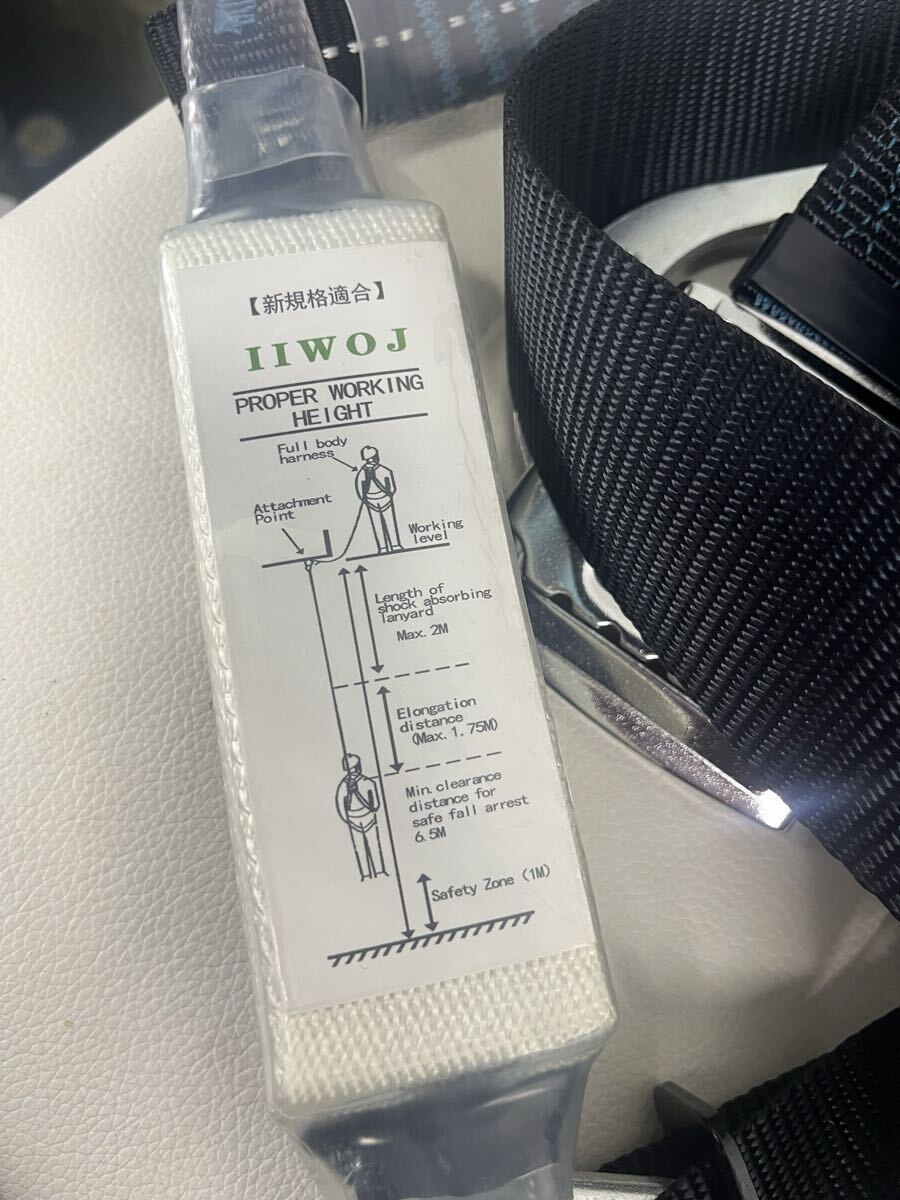 【新規格適合】
IIWOJ
PROPER WORKING
HEIGHT
Full body
harness
Attachment
Point
Working
level
Length of
shock absorbing
lanyard
Max. 2M
Elongation
distance
(Max. 1.75M)
Min. clearance
distance for
safe fall arrest
6.5M
Safety Zone (1M)